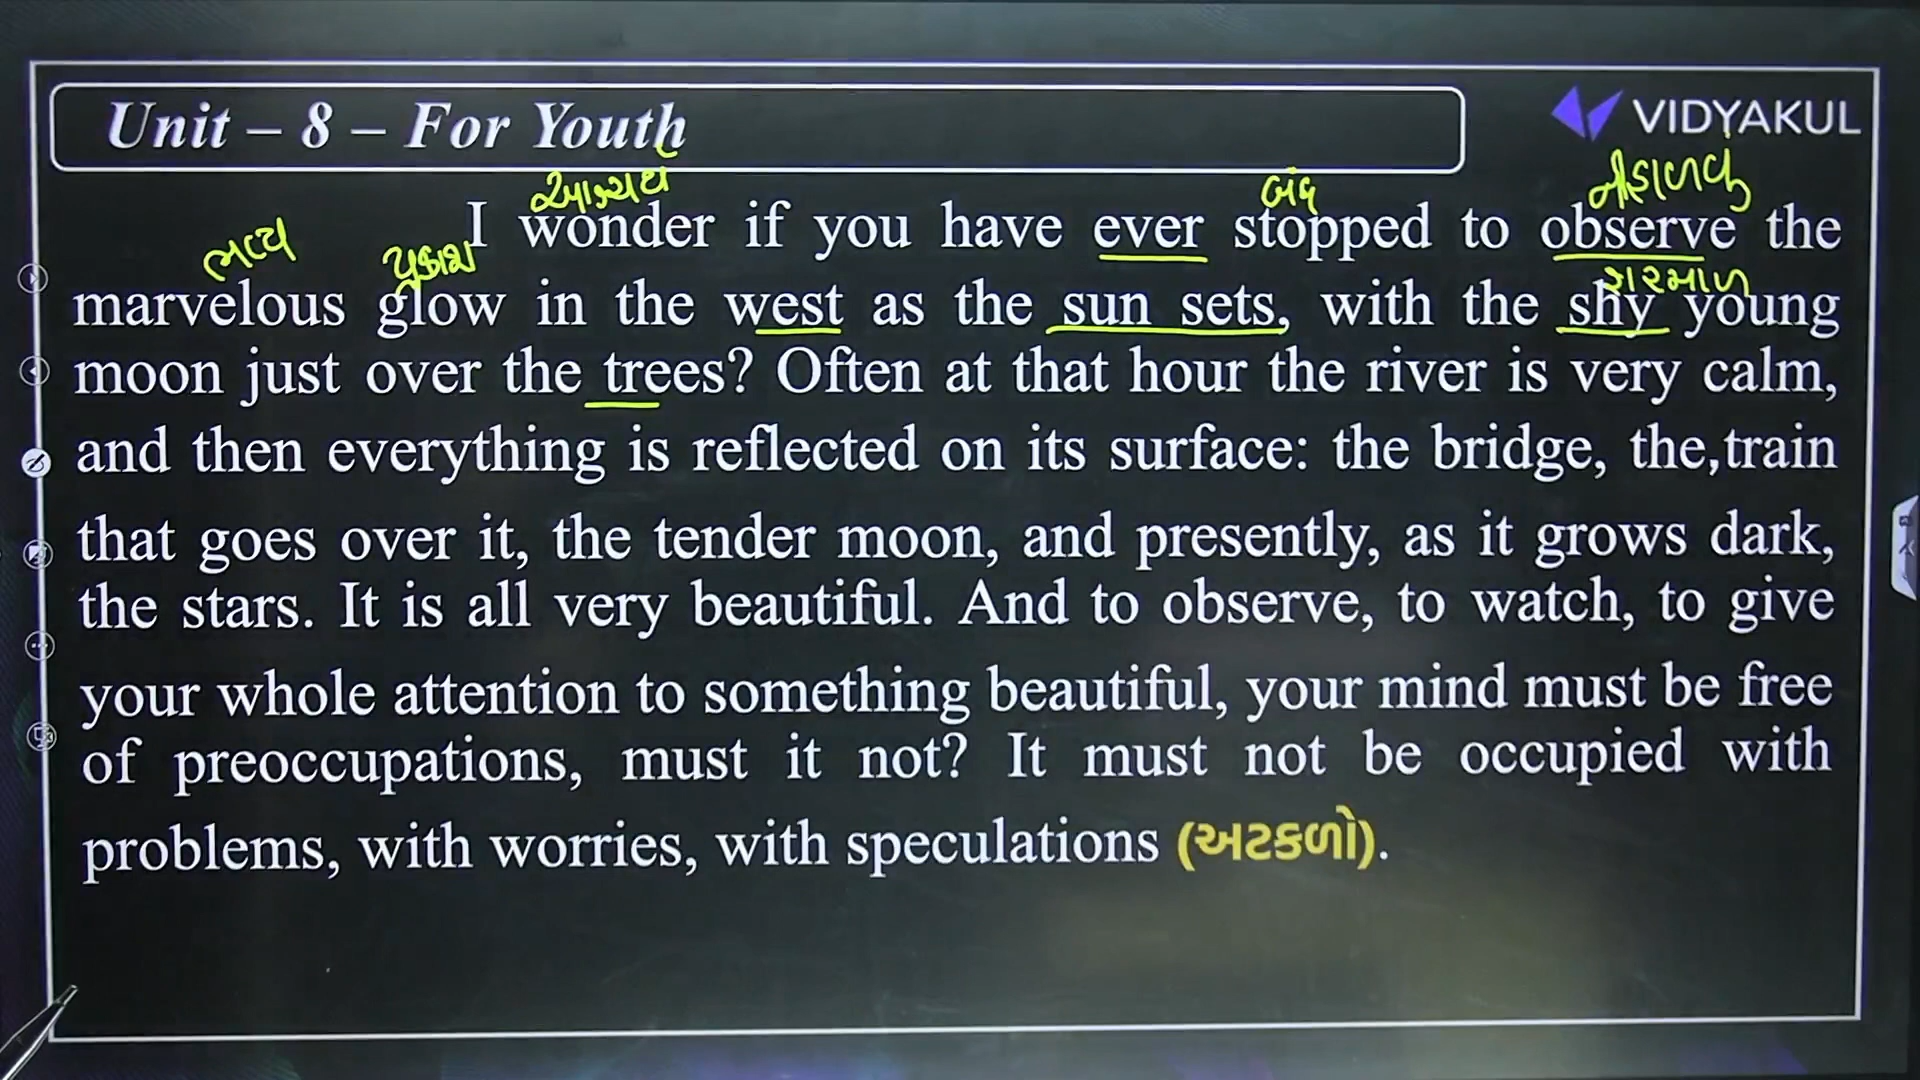 Unit – 8 – For Youth
VIDYAKUL
આશ્ચર્ય
બંધ
I wonder if you have ever stopped to observe the
ભવ્ય
પ્રકાશ
શરમાળ
marvelous glow in the west as the sun sets, with the shy young
moon just over the trees? Often at that hour the river is very calm,
and then everything is reflected on its surface: the bridge, the,train
that goes over it, the tender moon, and presently, as it grows dark,
the stars. It is all very beautiful. And to observe, to watch, to give
your whole attention to something beautiful, your mind must be free
of preoccupations, must it not? It must not be occupied with
problems, with worries, with speculations (અટકળો).